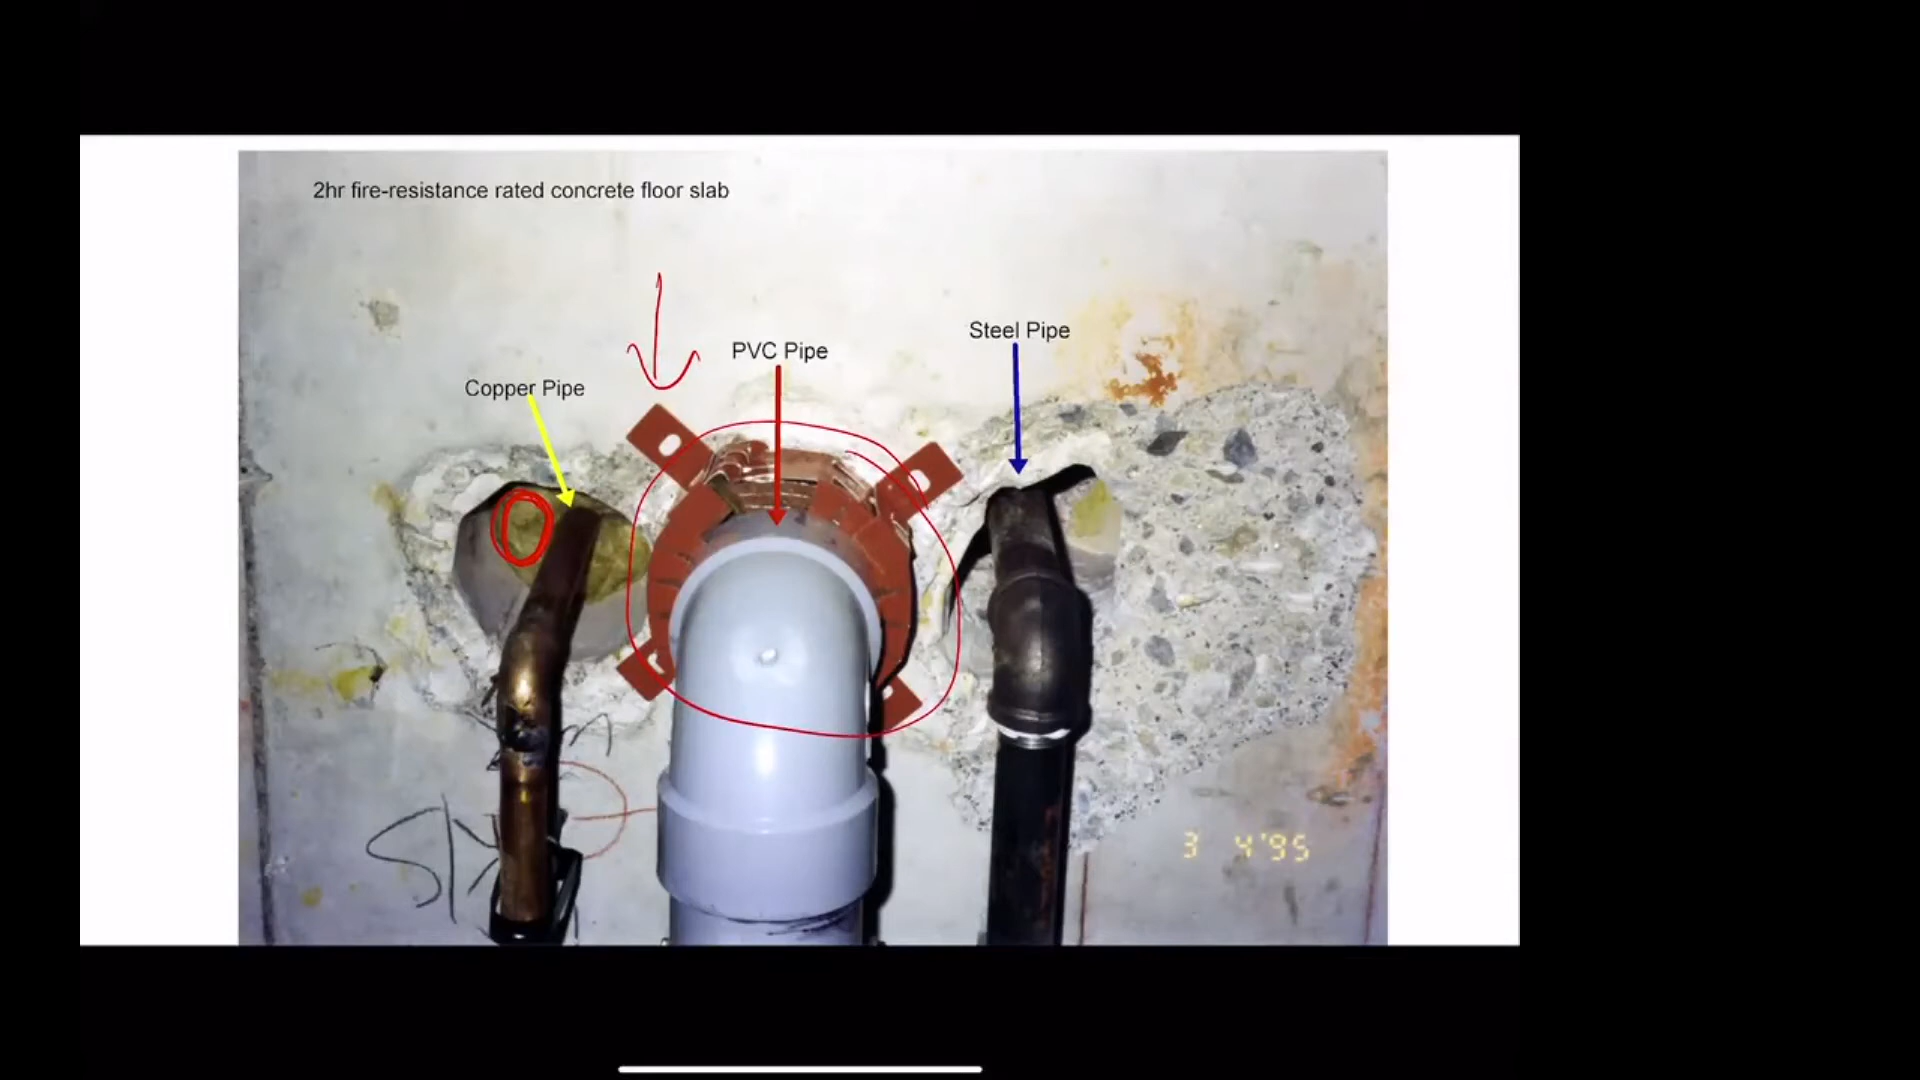 2hr fire-resistance rated concrete floor slab
Steel Pipe
PVC Pipe
Copper Pipe
3 4'95